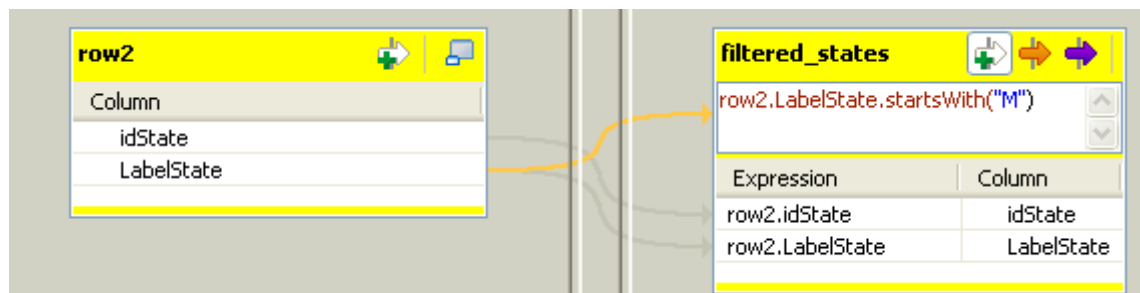 row2
Column
idState
LabelState
filtered_states
row2.LabelState.startsWith("M")
Expression Column
row2.idState idState
row2.LabelState LabelState